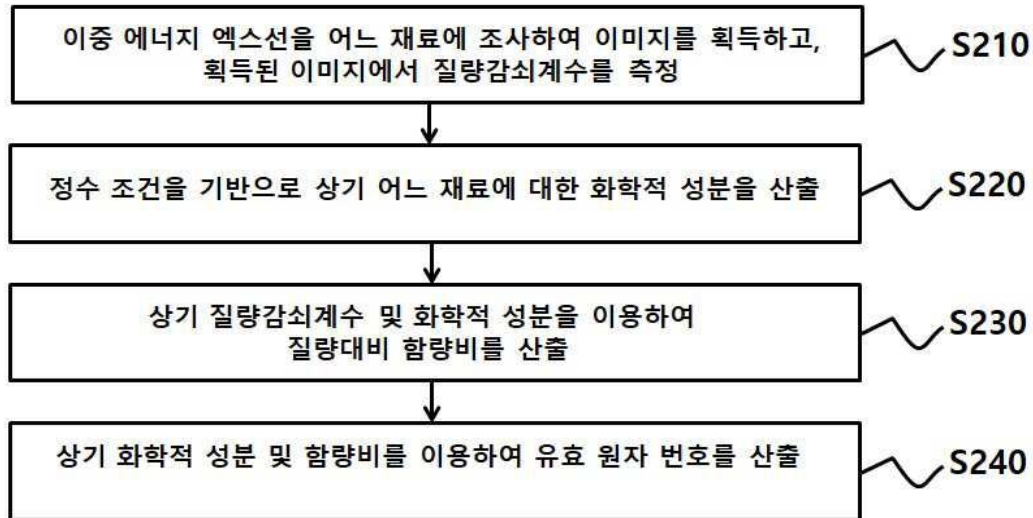 이중 에너지 엑스선을 어느 재료에 조사하여 이미지를 획득하고,
획득된 이미지에서 질량감쇠계수를 측정
S210
정수 조건을 기반으로 상기 어느 재료에 대한 화학적 성분을 산출
S220
상기 질량감쇠계수 및 화학적 성분을 이용하여
질량대비 함량비를 산출
S230
상기 화학적 성분 및 함량비를 이용하여 유효 원자 번호를 산출
S240